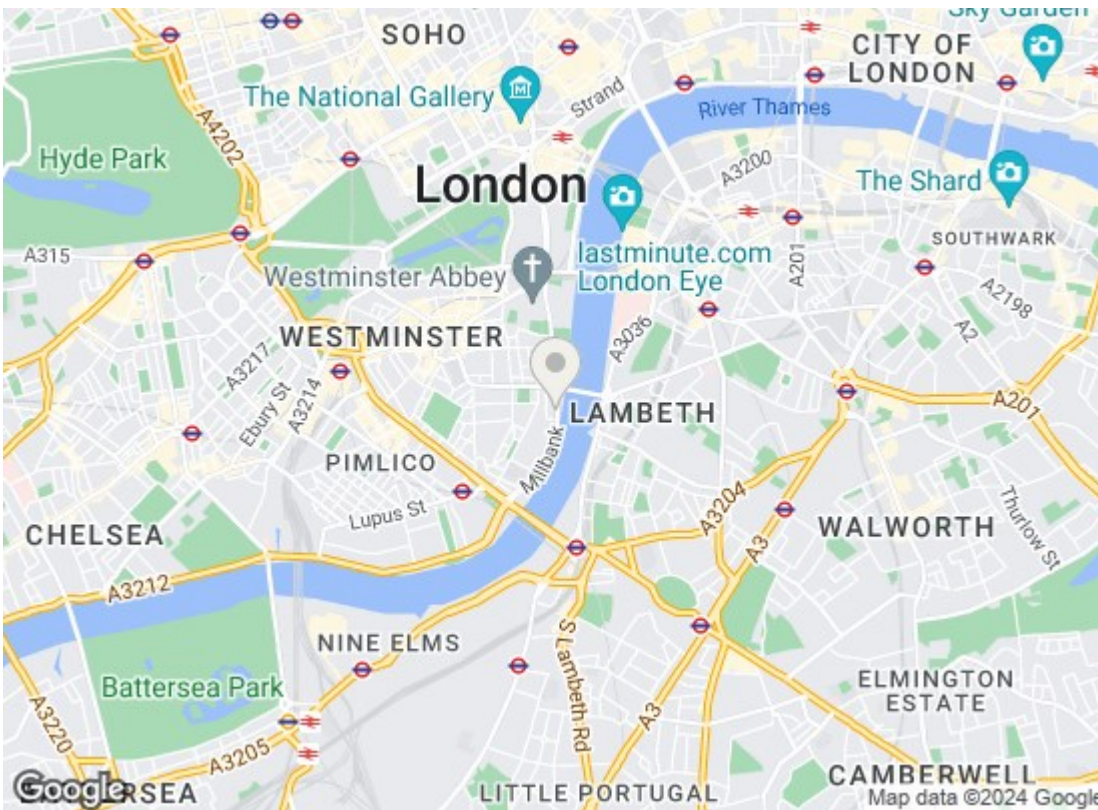 Sky Garden
SOHO
CITY OF
LONDON
The National Gallery
Strand
River Thames
A4202
Hyde Park
A3200
London
The Shard
A315
lastminute.com
London Eye
A201
SOUTHWARK
Westminster Abbey
A2198
A3036
A2
WESTMINSTER
A3217
Ebury St
A3214
LAMBETH
A201
Millbank
PIMLICO
Lupus St
A3204
Thurlow St
CHELSEA
WALWORTH
A3
A3212
NINE ELMS
S Lambeth Rd
Battersea Park
ELMINGTON
ESTATE
A3
A3220
A3205
CAMBERWELL
Google
ERSEA
LITTLE PORTUGAL
Map data ©2024 Google